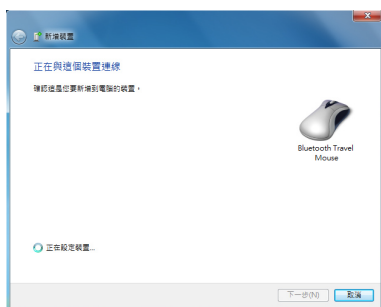 新增裝置
正在與這個裝置連線
確認這是您要新增到電腦的裝置，
Bluetooth Travel
Mouse
正在設定裝置...
下一步(N)
取消